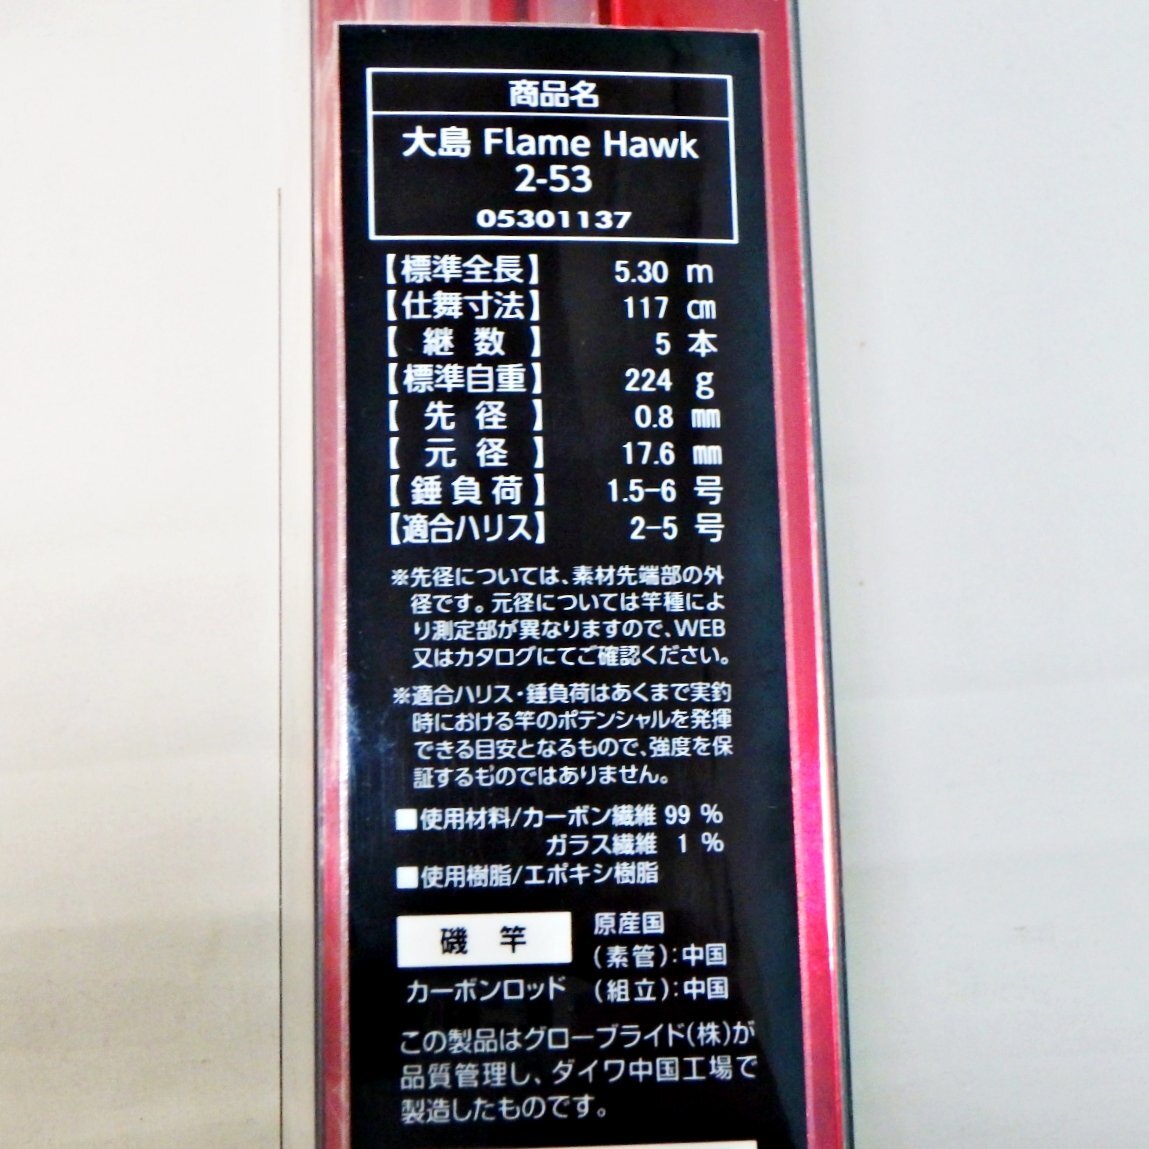 商品名
大島 Flame Hawk
2-53
05301137
【標準全長】 5.30 m
【仕舞寸法】 117 ㎝
【 継 数 】 5 本
【標準自重】 224 g
【 先 径 】 0.8 ㎜
【 元 径 】 17.6 ㎜
【 錘 負 荷 】 1.5-6 号
【適合ハリス】 2-5 号
※先径については、素材先端部の外
径です。元径については竿種によ
り測定部が異なりますので、WEB
又はカタログにてご確認ください。
※適合ハリス・錘負荷はあくまで実釣
時における竿のポテンシャルを発揮
できる目安となるもので、強度を保
証するものではありません。
■使用材料/カーボン繊維 99 %
ガラス繊維 1 %
■使用樹脂/エポキシ樹脂
磯 竿
カーボンロッド
原産国
(素管):中国
(組立):中国
この製品はグローブライド(株)が
品質管理し、ダイワ中国工場で
製造したものです。